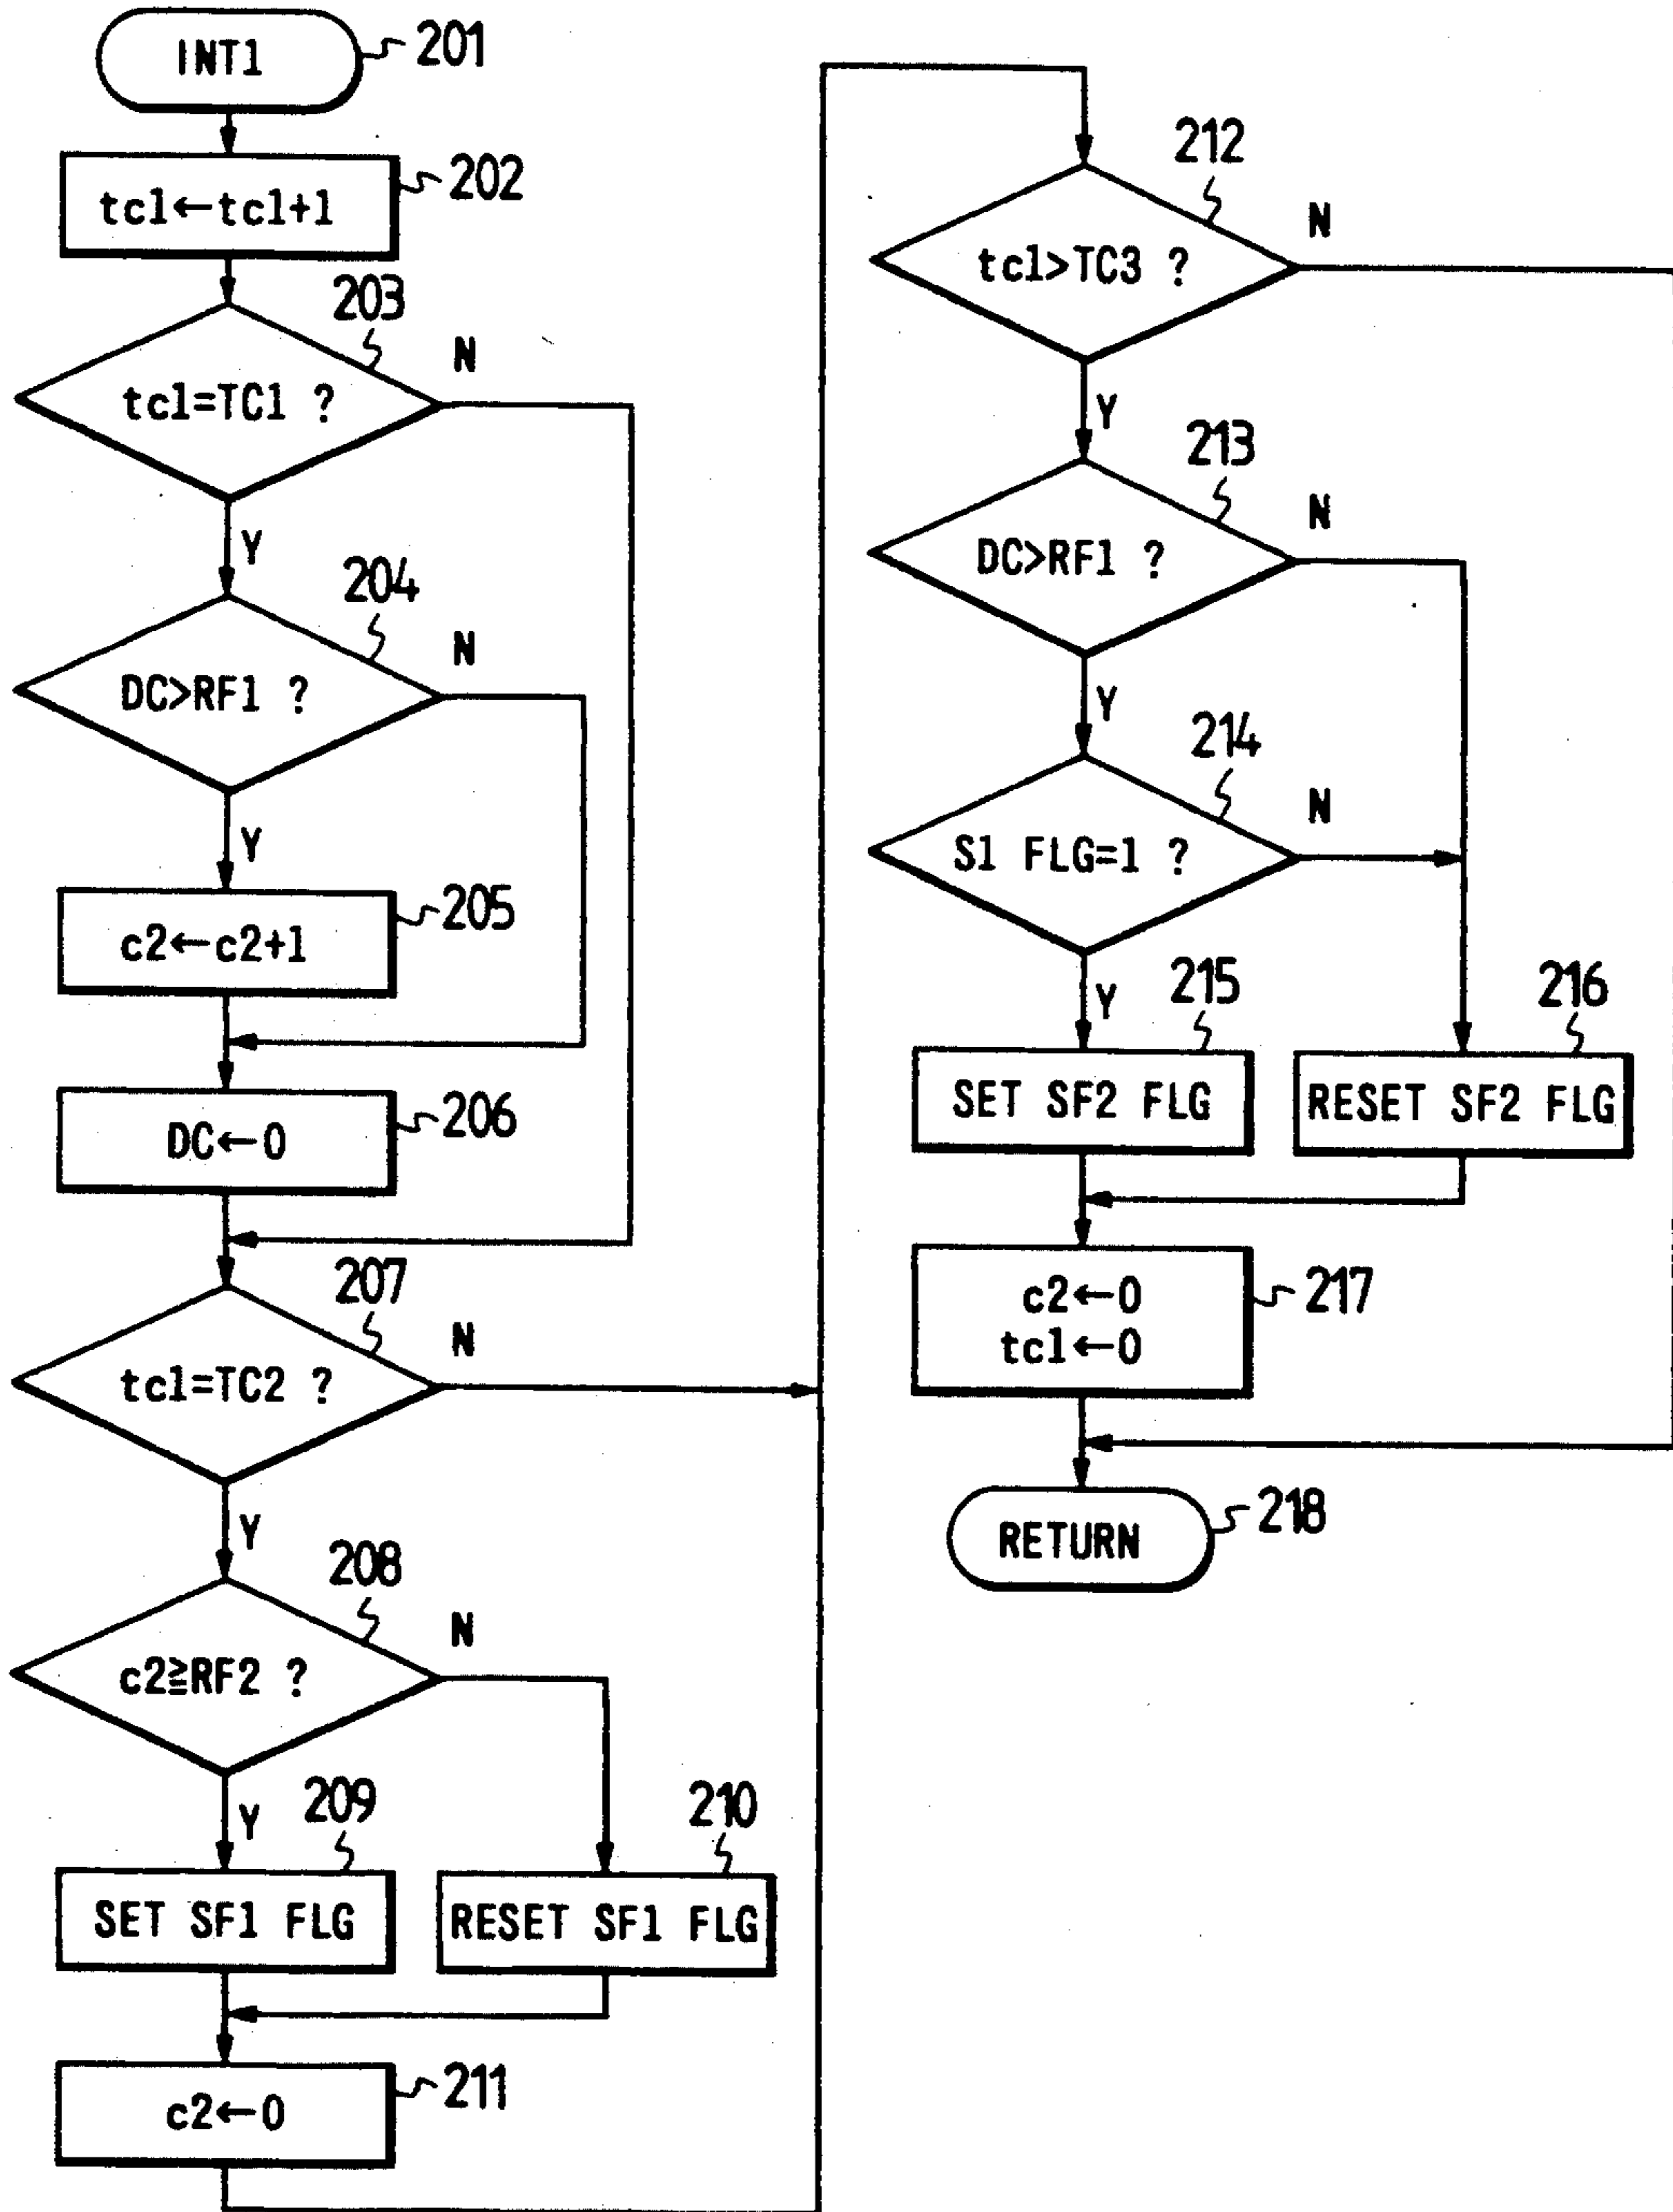 INT1
201
tc1←tc1+1
202
203
tc1=TC1 ?
N
Y
204
DC>RF1 ?
N
Y
c2←c2+1
205
DC←0
206
207
tc1=TC2 ?
N
Y
208
c2≧RF2 ?
N
Y
209
SET SF1 FLG
210
RESET SF1 FLG
c2←0
211
212
tc1>TC3 ?
N
Y
213
DC>RF1 ?
N
Y
214
S1 FLG=1 ?
N
Y
215
SET SF2 FLG
216
RESET SF2 FLG
c2←0
tc1←0
217
RETURN
218